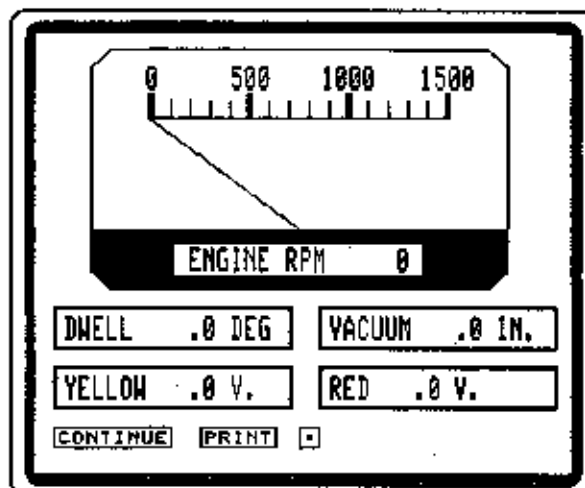 0 500 1000 1500
ENGINE RPM 0
DWELL .0 DEG VACUUM .0 IN.
YELLOW .0 V. RED .0 V.
CONTINUE PRINT